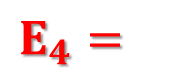 E₄ =